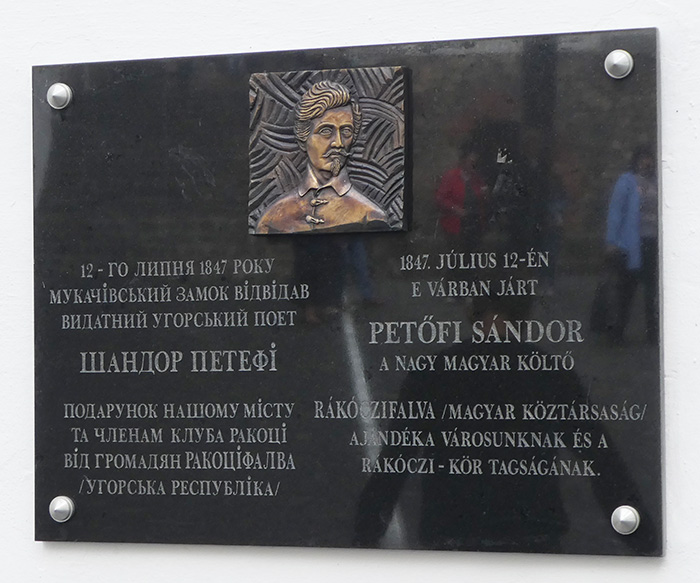 12 - ГО ЛИПНЯ 1847 РОКУ
МУКАЧІВСЬКИЙ ЗАМОК ВІДВІДАВ
ВИДАТНИЙ УГОРСЬКИЙ ПОЕТ
ШАНДОР ПЕТЕФІ
ПОДАРУНОК НАШОМУ МІСТУ
ТА ЧЛЕНАМ КЛУБА РАКОЦІ
ВІД ГРОМАДЯН РАКОЦІФАЛВА
/УГОРСЬКА РЕСПУБЛІКА/
1847. JÚLIUS 12-ÉN
E VÁRBAN JÁRT
PETŐFI SÁNDOR
A NAGY MAGYAR KÖLTŐ
RÁKÓCZIFALVA /MAGYAR KÖZTÁRSASÁG/
AJÁNDÉKA VÁROSUNKNAK ÉS A
RÁKÓCZI - KÖR TAGSÁGÁNAK.